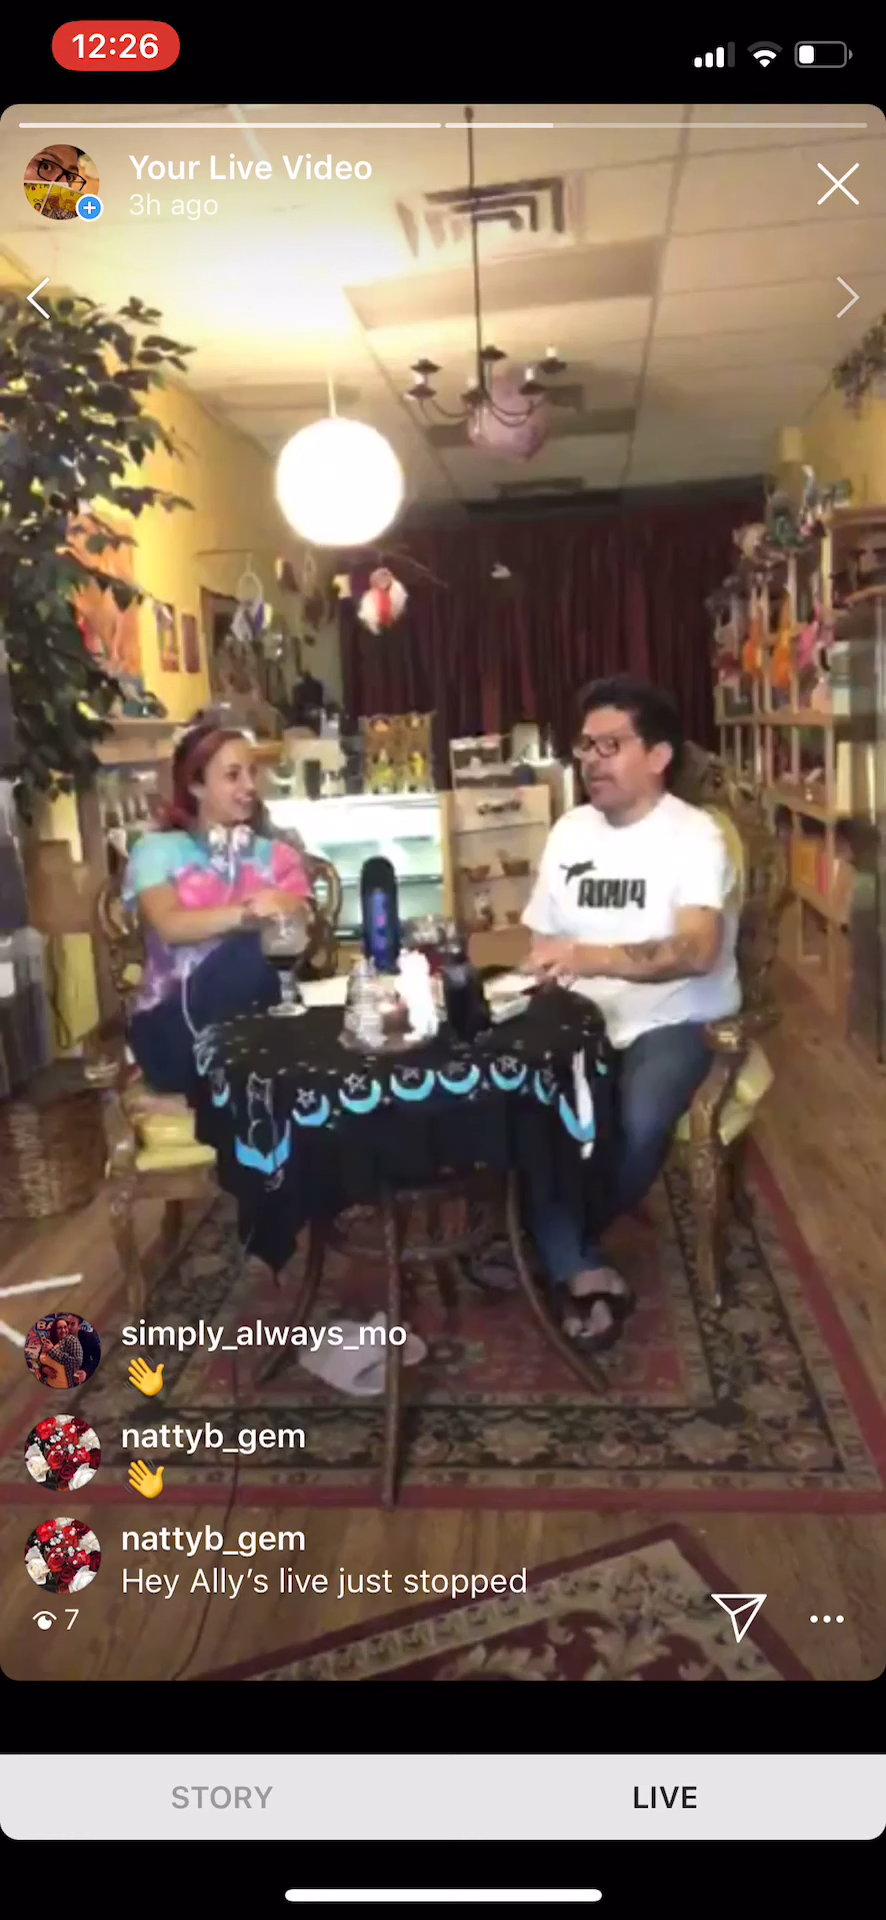 12:26
Your Live Video
3h ago
simply_always_mo
👋
nattyb_gem
👋
nattyb_gem
Hey Ally’s live just stopped
7
STORY
LIVE